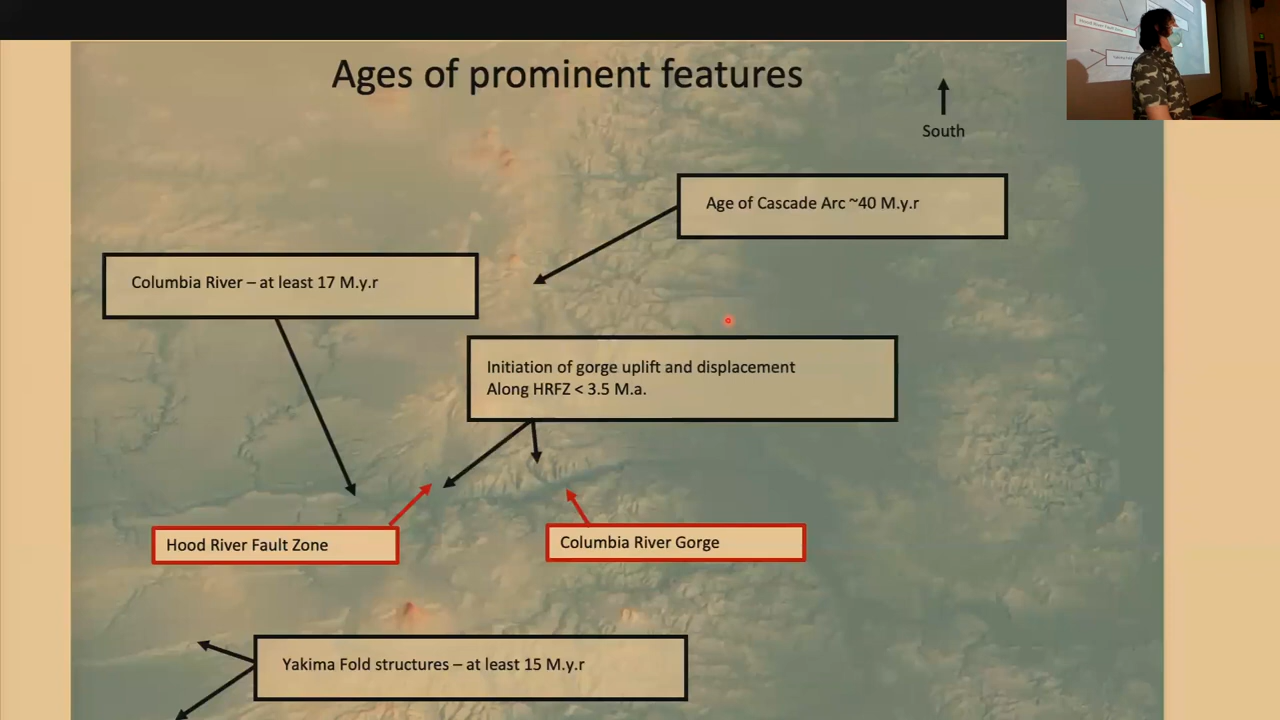 Ages of prominent features
South
Age of Cascade Arc ~40 M.y.r
Columbia River – at least 17 M.y.r
Initiation of gorge uplift and displacement
Along HRFZ < 3.5 M.a.
Hood River Fault Zone
Columbia River Gorge
Yakima Fold structures – at least 15 M.y.r